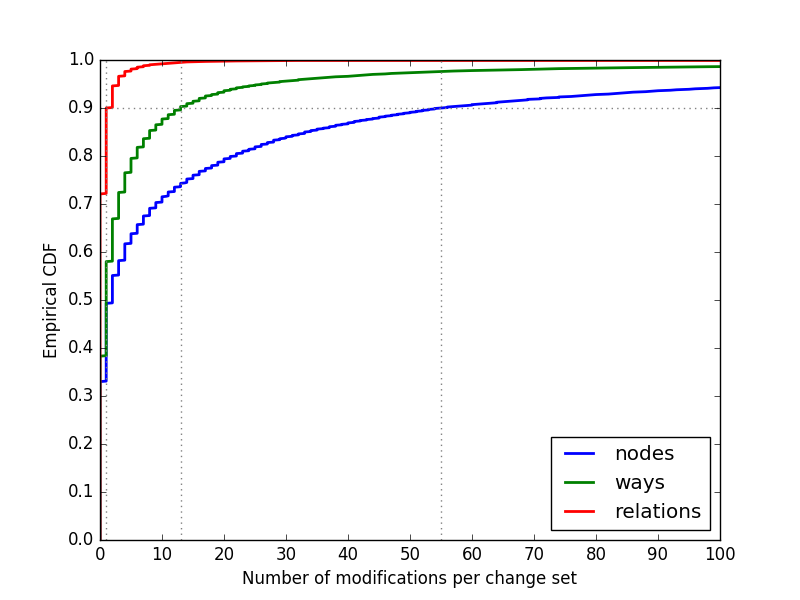 1.0
0.9
0.8
0.7
0.6
0.5
0.4
0.3
0.2
0.1
0.0
Empirical CDF
nodes
ways
relations
0 10 20 30 40 50 60 70 80 90 100
Number of modifications per change set